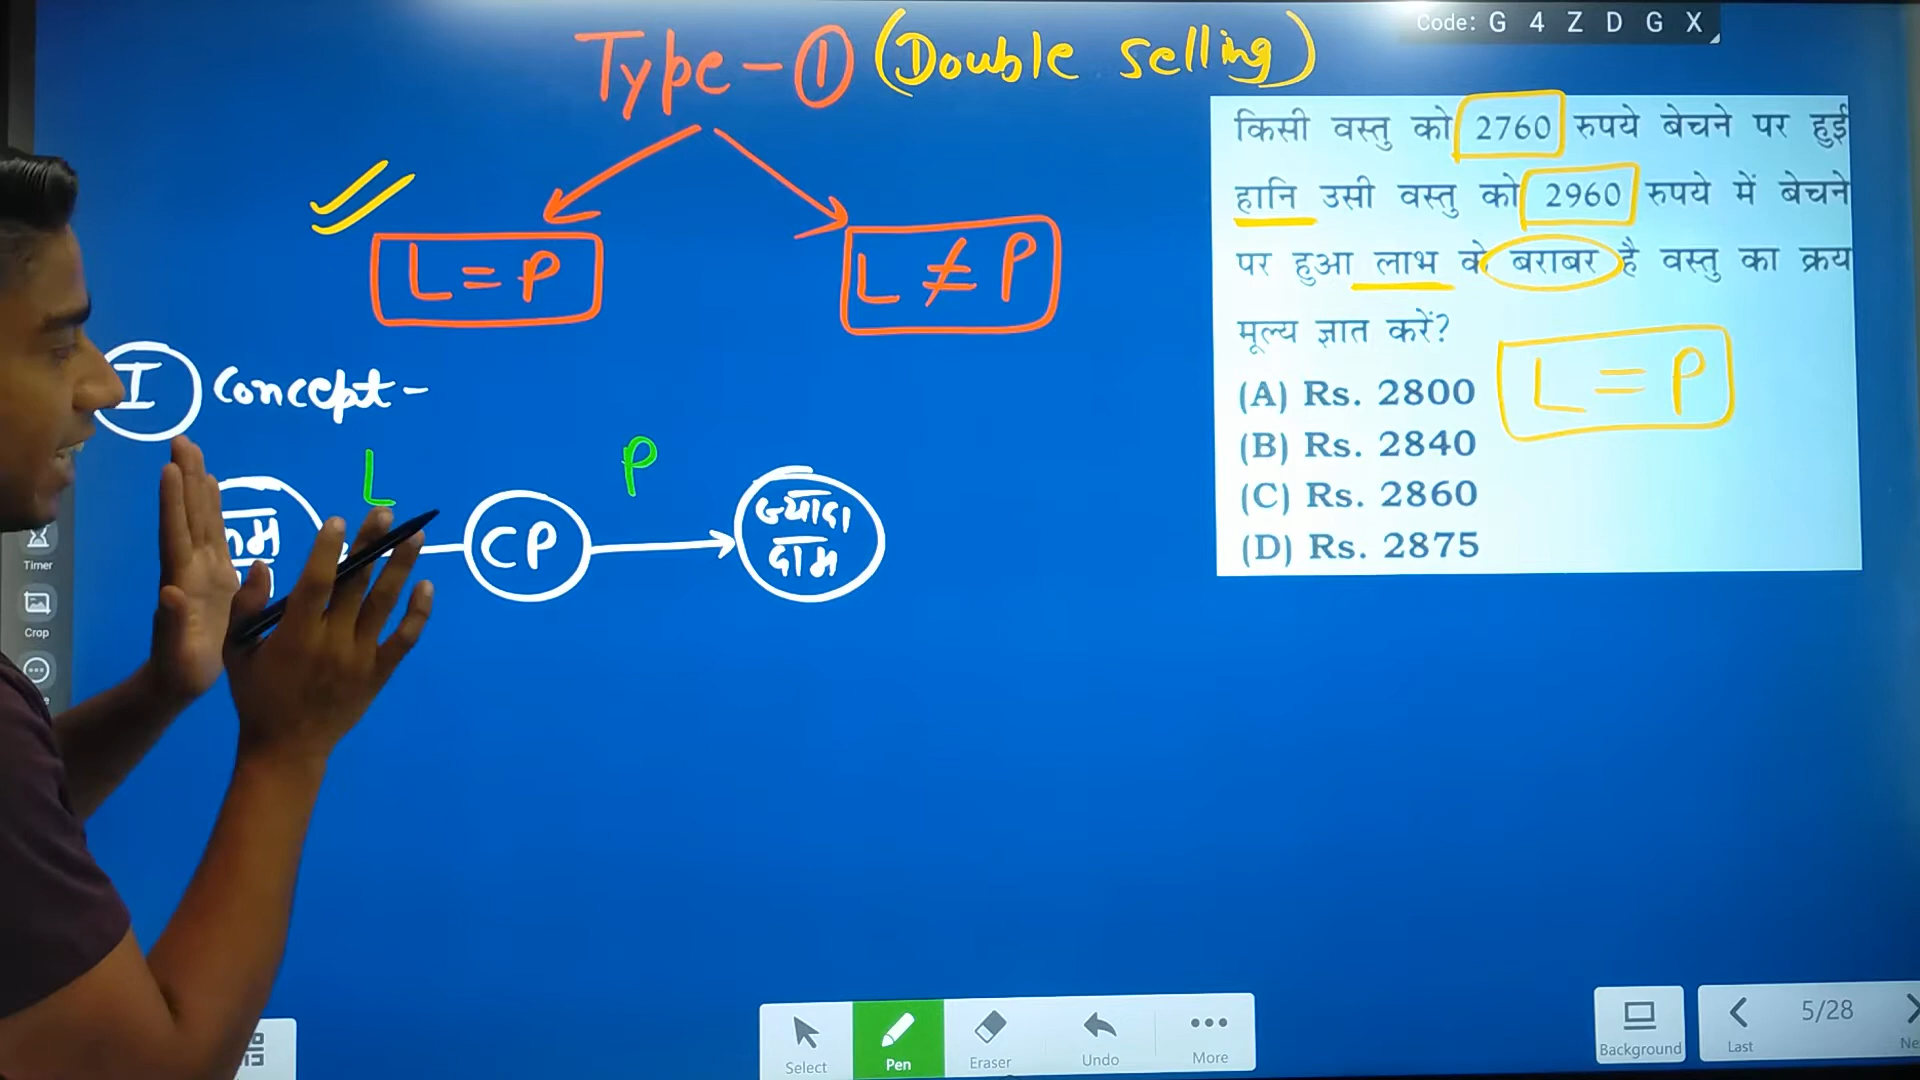 Code: G 4 Z D G X
Type-① (Double selling)
L = P
L ≠ P
किसी वस्तु को 2760 रुपये बेचने पर हुई
हानि उसी वस्तु को 2960 रुपये में बेचने
पर हुआ लाभ के बराबर है वस्तु का क्रय
मूल्य ज्ञात करें?
(A) Rs. 2800
(B) Rs. 2840
(C) Rs. 2860
(D) Rs. 2875
L = P
I Concept-
L
P
CP
ज्यादा
दाम
Timer
Crop
Select
Pen
Eraser
Undo
More
Background
Last
5/28